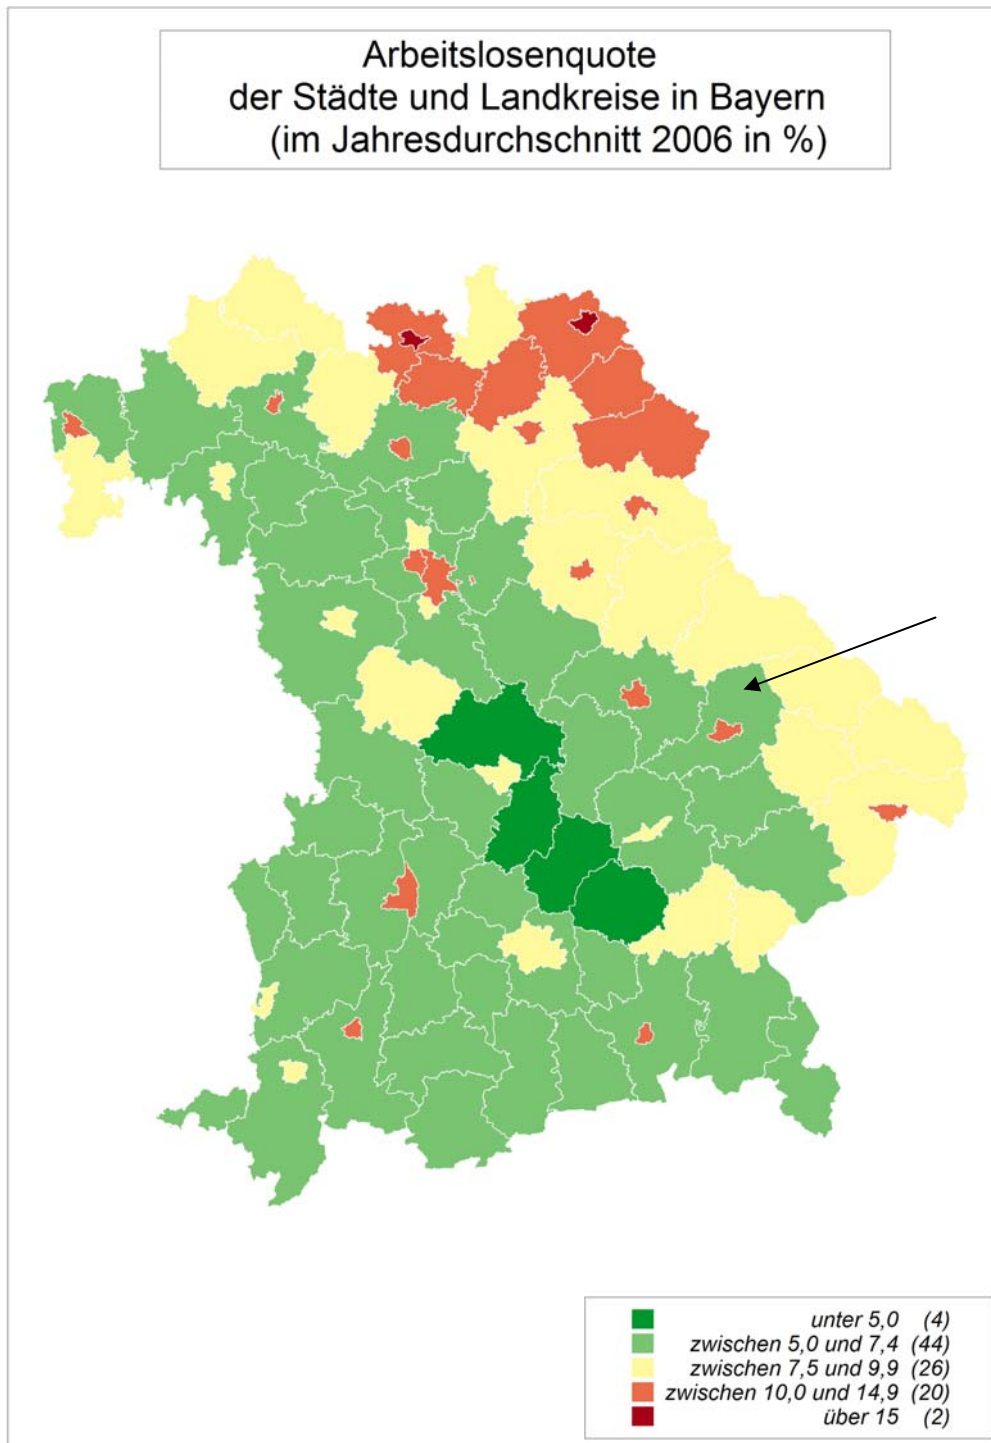 Arbeitslosenquote
der Städte und Landkreise in Bayern
(im Jahresdurchschnitt 2006 in %)
unter 5,0 (4)
zwischen 5,0 und 7,4 (44)
zwischen 7,5 und 9,9 (26)
zwischen 10,0 und 14,9 (20)
über 15 (2)